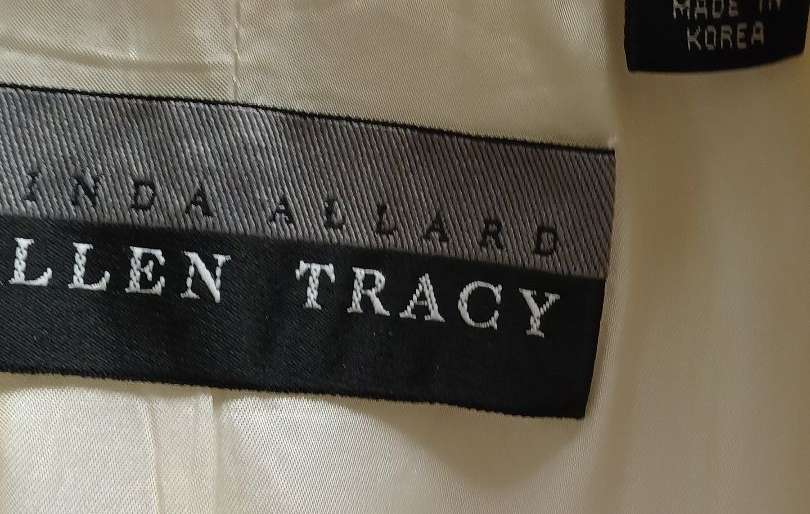 MADE IN
KOREA
INDA ALLARD
LLEN TRACY